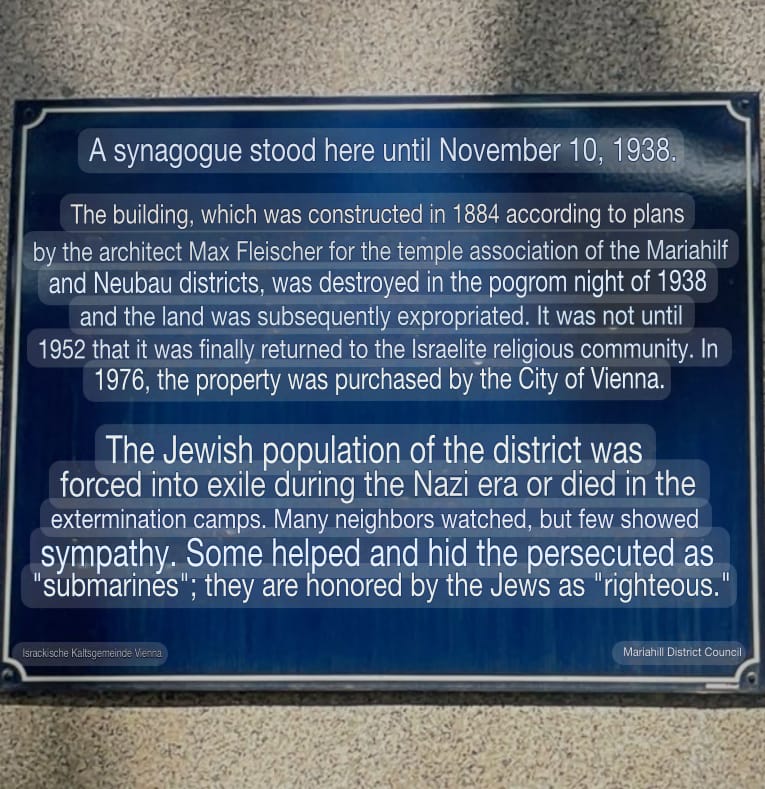 A synagogue stood here until November 10, 1938.
The building, which was constructed in 1884 according to plans
by the architect Max Fleischer for the temple association of the Mariahilf
and Neubau districts, was destroyed in the pogrom night of 1938
and the land was subsequently expropriated. It was not until
1952 that it was finally returned to the Israelite religious community. In
1976, the property was purchased by the City of Vienna.
The Jewish population of the district was
forced into exile during the Nazi era or died in the
extermination camps. Many neighbors watched, but few showed
sympathy. Some helped and hid the persecuted as
"submarines"; they are honored by the Jews as "righteous."
Israckische Kaltsgemeinde Vienna
Mariahill District Council